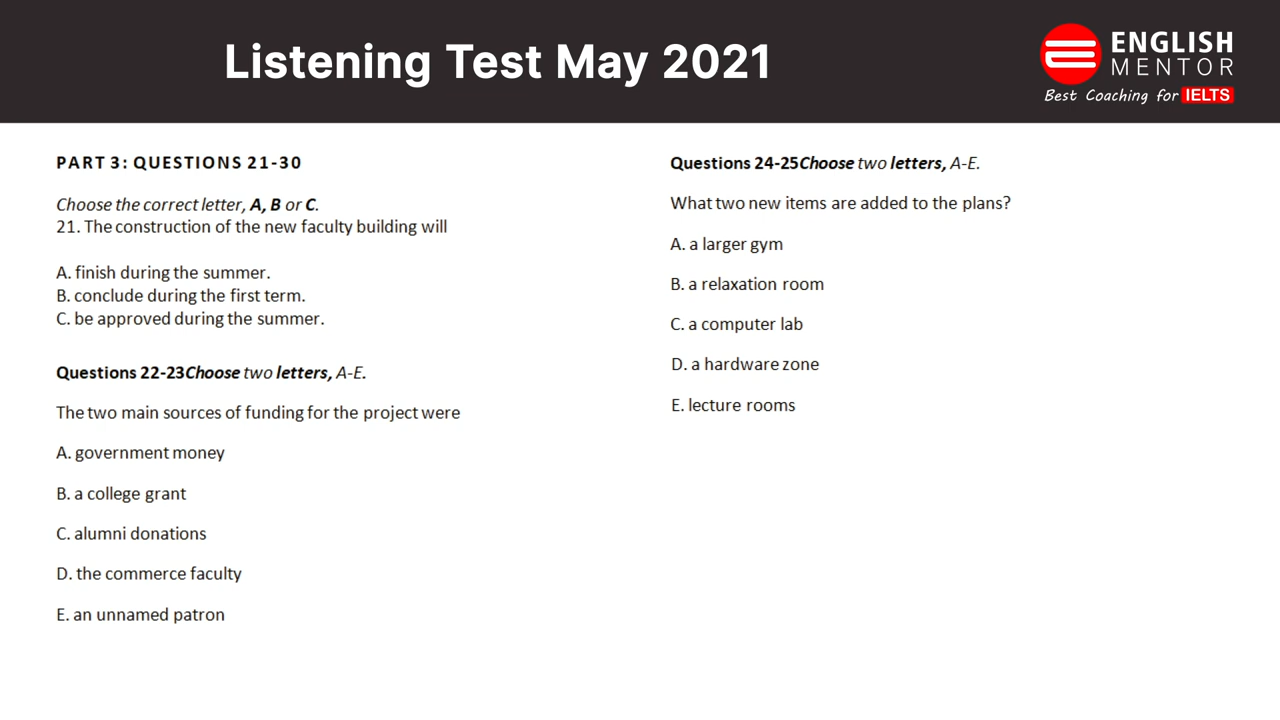 Listening Test May 2021
ENGLISH
MENTOR
Best Coaching for IELTS
PART 3: QUESTIONS 21-30
Choose the correct letter, A, B or C.
21. The construction of the new faculty building will
A. finish during the summer.
B. conclude during the first term.
C. be approved during the summer.
Questions 22-23Choose two letters, A-E.
The two main sources of funding for the project were
A. government money
B. a college grant
C. alumni donations
D. the commerce faculty
E. an unnamed patron
Questions 24-25Choose two letters, A-E.
What two new items are added to the plans?
A. a larger gym
B. a relaxation room
C. a computer lab
D. a hardware zone
E. lecture rooms